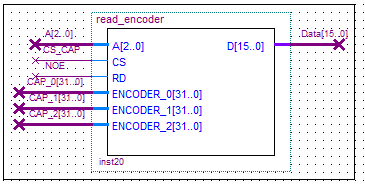 read_encoder
A[2..0] A[2..0] D[15..0] Data[15..0]
CS_CAP CS
NOE RD
CAP_0[31..0] ENCODER_0[31..0]
CAP_1[31..0] ENCODER_1[31..0]
CAP_2[31..0] ENCODER_2[31..0]
inst20